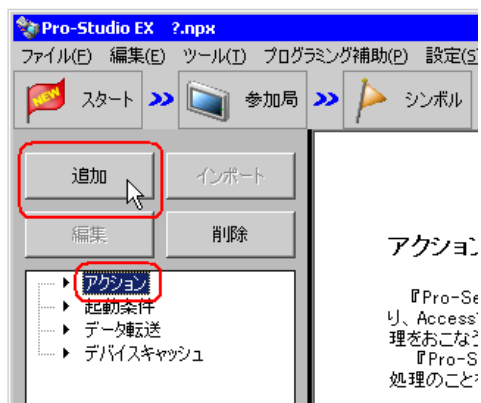 Pro-Studio EX ?.npx
ファイル(F) 編集(E) ツール(T) プログラミング補助(P) 設定(S
NEW スタート >> 参加局 >> シンボル
追加 インポート
編集 削除
アクション
起動条件
データ転送
デバイスキャッシュ
アクション
『Pro-Se
り、Access
理をおこなう
『Pro-S
処理のことを